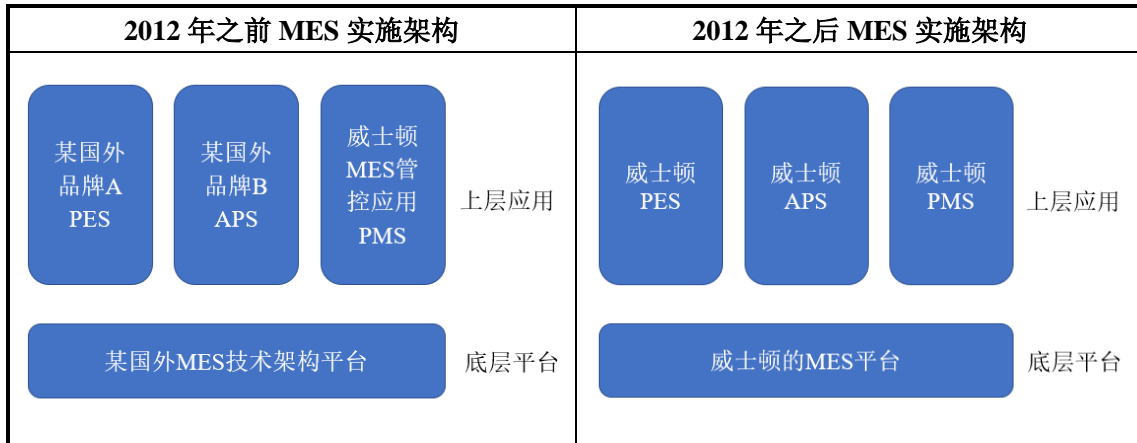 2012 年之前 MES 实施架构
2012 年之后 MES 实施架构
某国外
品牌A
PES
某国外
品牌B
APS
威士顿
MES管
控应用
PMS
上层应用
某国外MES技术架构平台
底层平台
威士顿
PES
威士顿
APS
威士顿
PMS
上层应用
威士顿的MES平台
底层平台